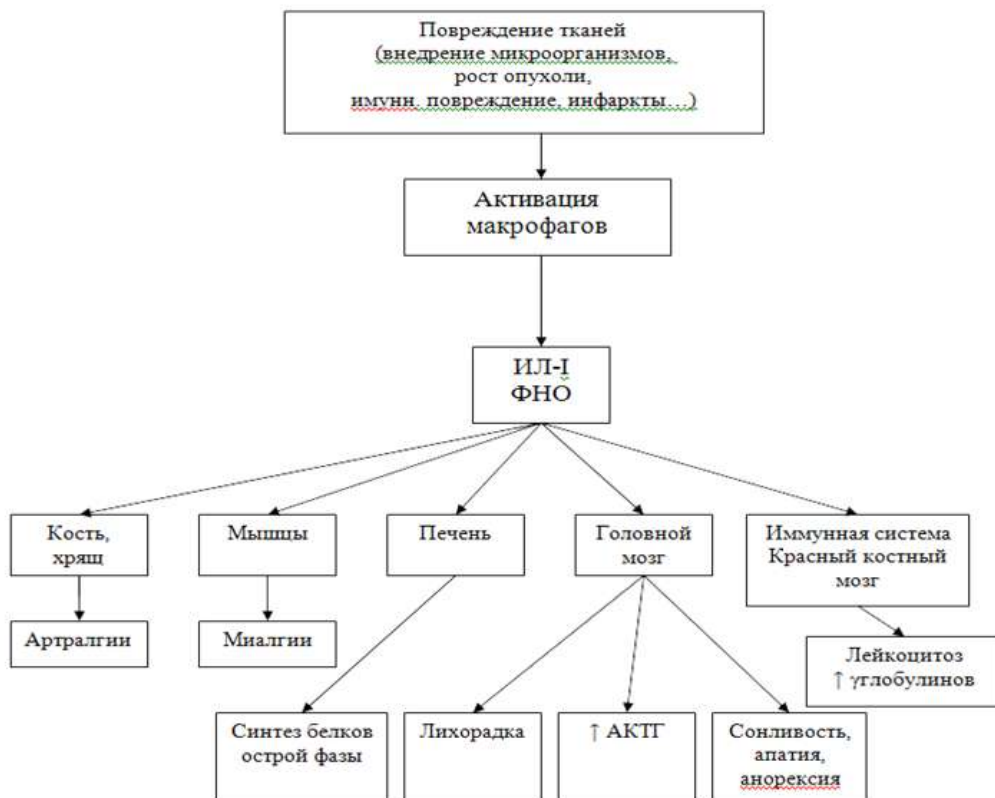 Повреждение тканей
(внедрение микроорганизмов,
рост опухоли,
имунн. повреждение, инфаркты…)
Активация
макрофагов
ИЛ-I
ФНО
Кость,
хрящ
Мышцы
Печень
Головной
мозг
Иммунная система
Красный костный
мозг
Артралгии
Миалгии
Лейкоцитоз
↑ γглобулинов
Синтез белков
острой фазы
Лихорадка
↑ АКТГ
Сонливость,
апатия,
анорексия